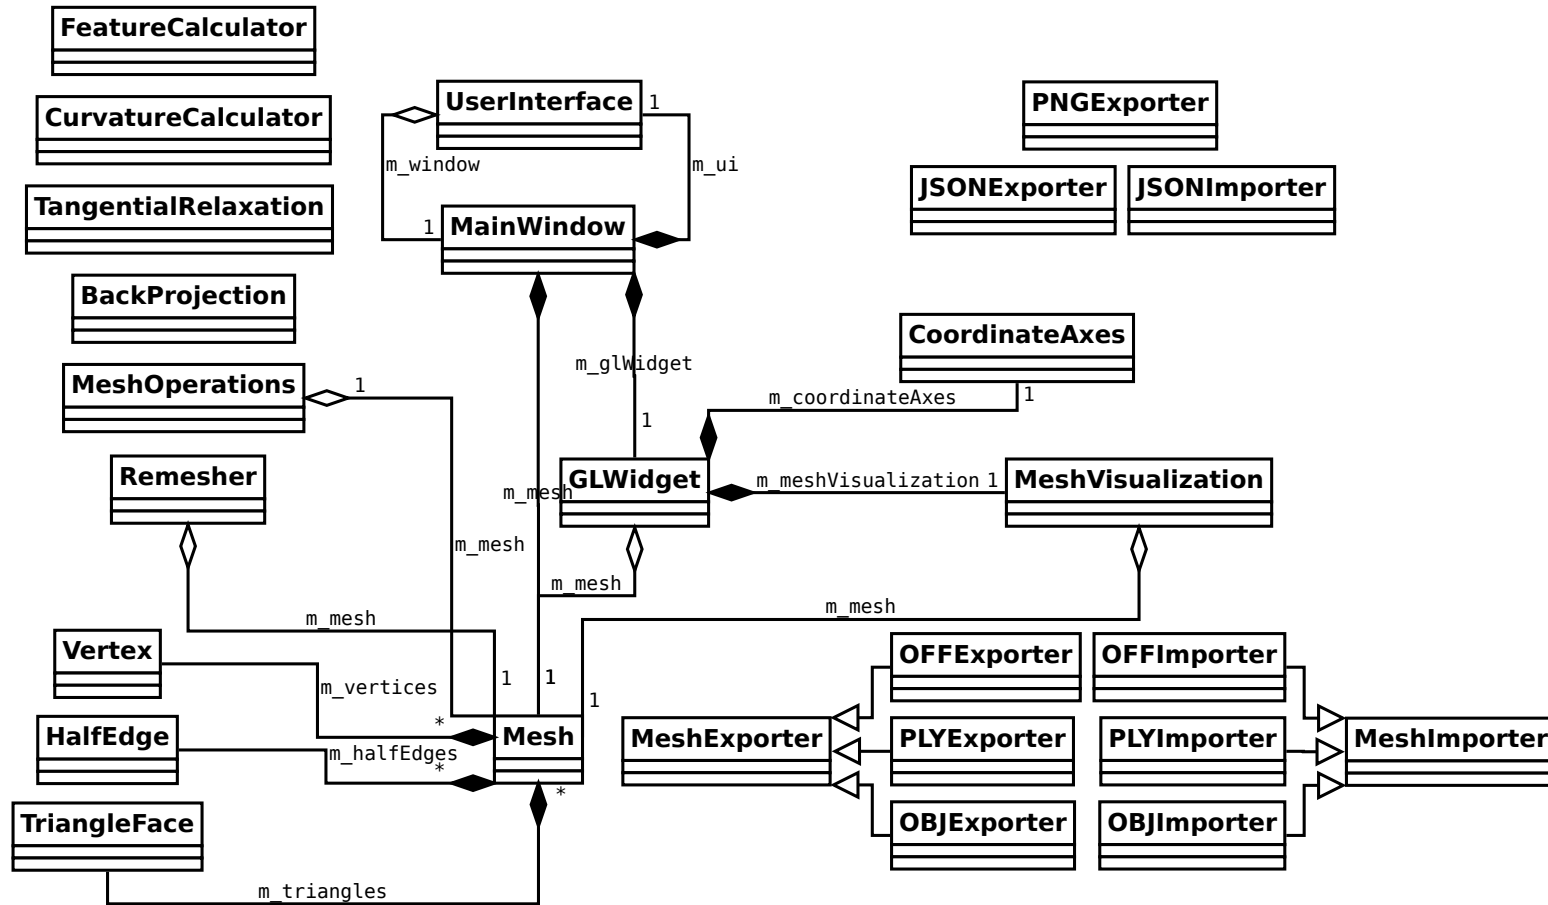 FeatureCalculator
CurvatureCalculator
TangentialRelaxation
BackProjection
MeshOperations
Remesher
Vertex
HalfEdge
TriangleFace
UserInterface
1
m_window
m_ui
1
MainWindow
PNGExporter
JSONExporter
JSONImporter
CoordinateAxes
m_glWidget
1
1
m_coordinateAxes
1
GLWidget
m_meshVisualization
1
MeshVisualization
m_mesh
m_mesh
m_mesh
m_mesh
m_mesh
1
1
1
m_vertices
*
Mesh
m_halfEdges
*
*
m_triangles
OFFExporter
OFFImporter
MeshExporter
PLYExporter
PLYImporter
MeshImporter
OBJExporter
OBJImporter